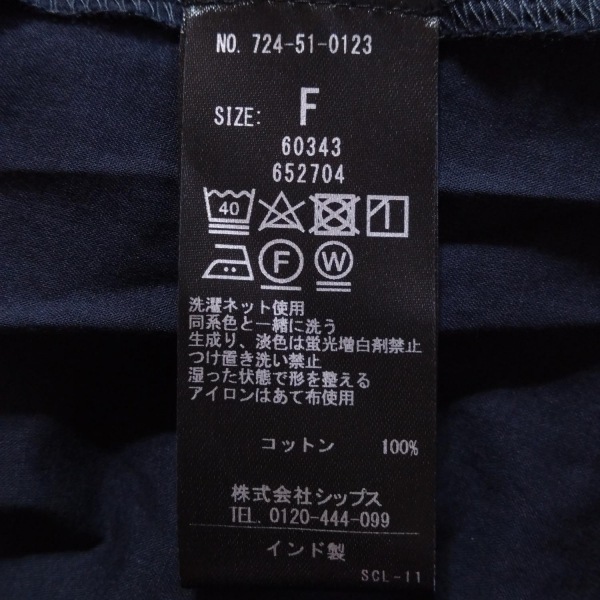 NO. 724-51-0123
SIZE: F
60343
652704
40
F W
洗濯ネット使用
同系色と一緒に洗う
生成り、淡色は蛍光増白剤禁止
つけ置き洗い禁止
湿った状態で形を整える
アイロンはあて布使用
コットン 100%
株式会社シップス
TEL. 0120-444-099
インド製
SCL-11